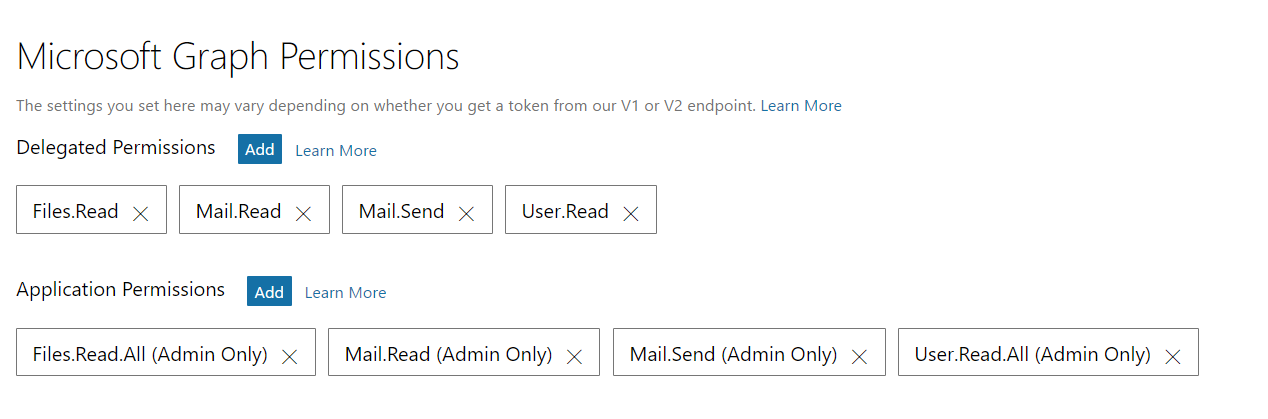 Microsoft Graph Permissions
The settings you set here may vary depending on whether you get a token from our V1 or V2 endpoint. Learn More
Delegated Permissions Add Learn More
Files.Read Mail.Read Mail.Send User.Read
Application Permissions Add Learn More
Files.Read.All (Admin Only) Mail.Read (Admin Only) Mail.Send (Admin Only) User.Read.All (Admin Only)